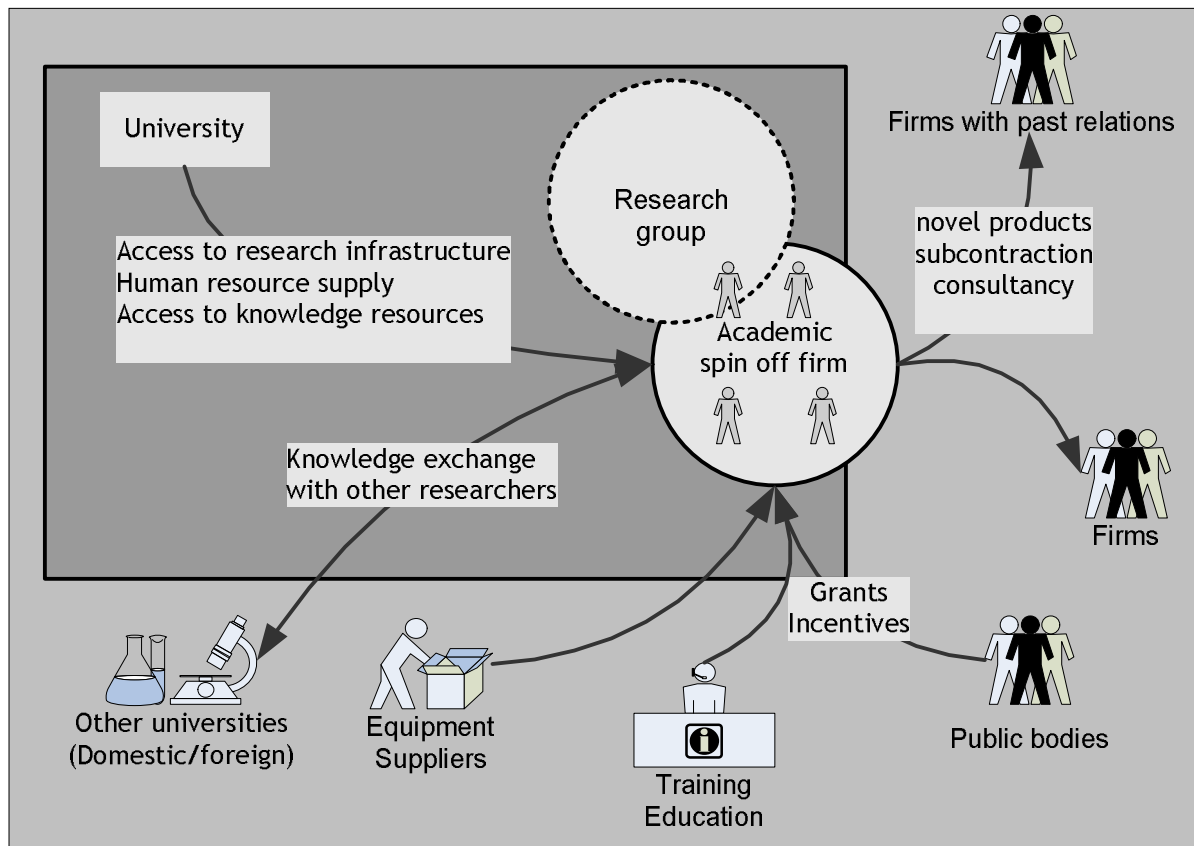 Firms with past relations
University
Research
group
novel products
subcontraction
consultancy
Access to research infrastructure
Human resource supply
Access to knowledge resources
Academic
spin off firm
Knowledge exchange
with other researchers
Firms
Grants
Incentives
Other universities
(Domestic/foreign)
Equipment
Suppliers
i
Training
Education
Public bodies